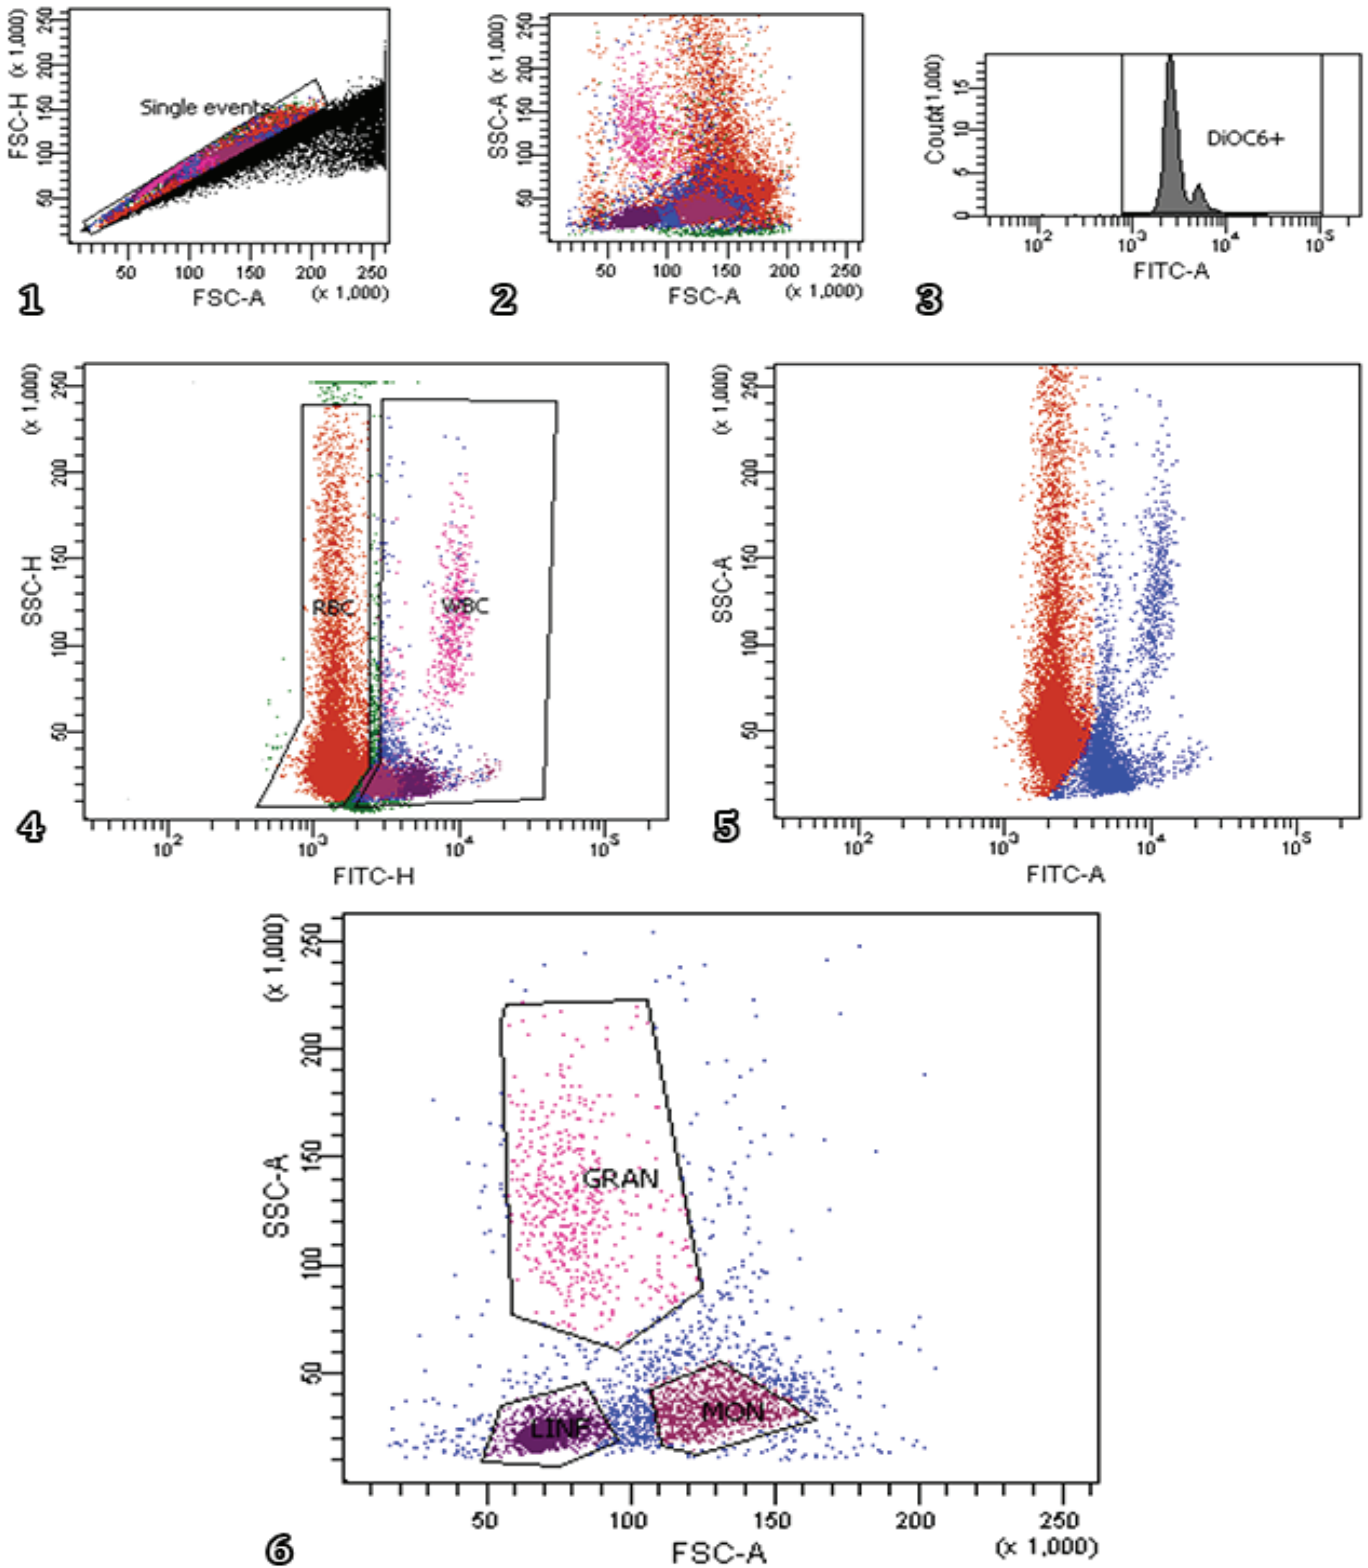 FSC-H (x 1,000)
50 100 150 200 250
Single events
50 100 150 200 250
FSC-A (x 1,000)
1
SSC-A (x 1,000)
50 100 150 200 250
50 100 150 200 250
FSC-A (x 1,000)
2
(x 1,000)
0 5 10 15
DiOC6+
10² 10³ 10⁴ 10⁵
FITC-A
3
SSC-H (x 1,000)
50 100 150 200 250
RBC WBC
10² 10³ 10⁴ 10⁵
FITC-H
4
SSC-A (x 1,000)
50 100 150 200 250
10² 10³ 10⁴ 10⁵
FITC-A
5
SSC-A (x 1,000)
50 100 150 200 250
GRAN
LINF MON
50 100 150 200 250
FSC-A (x 1,000)
6